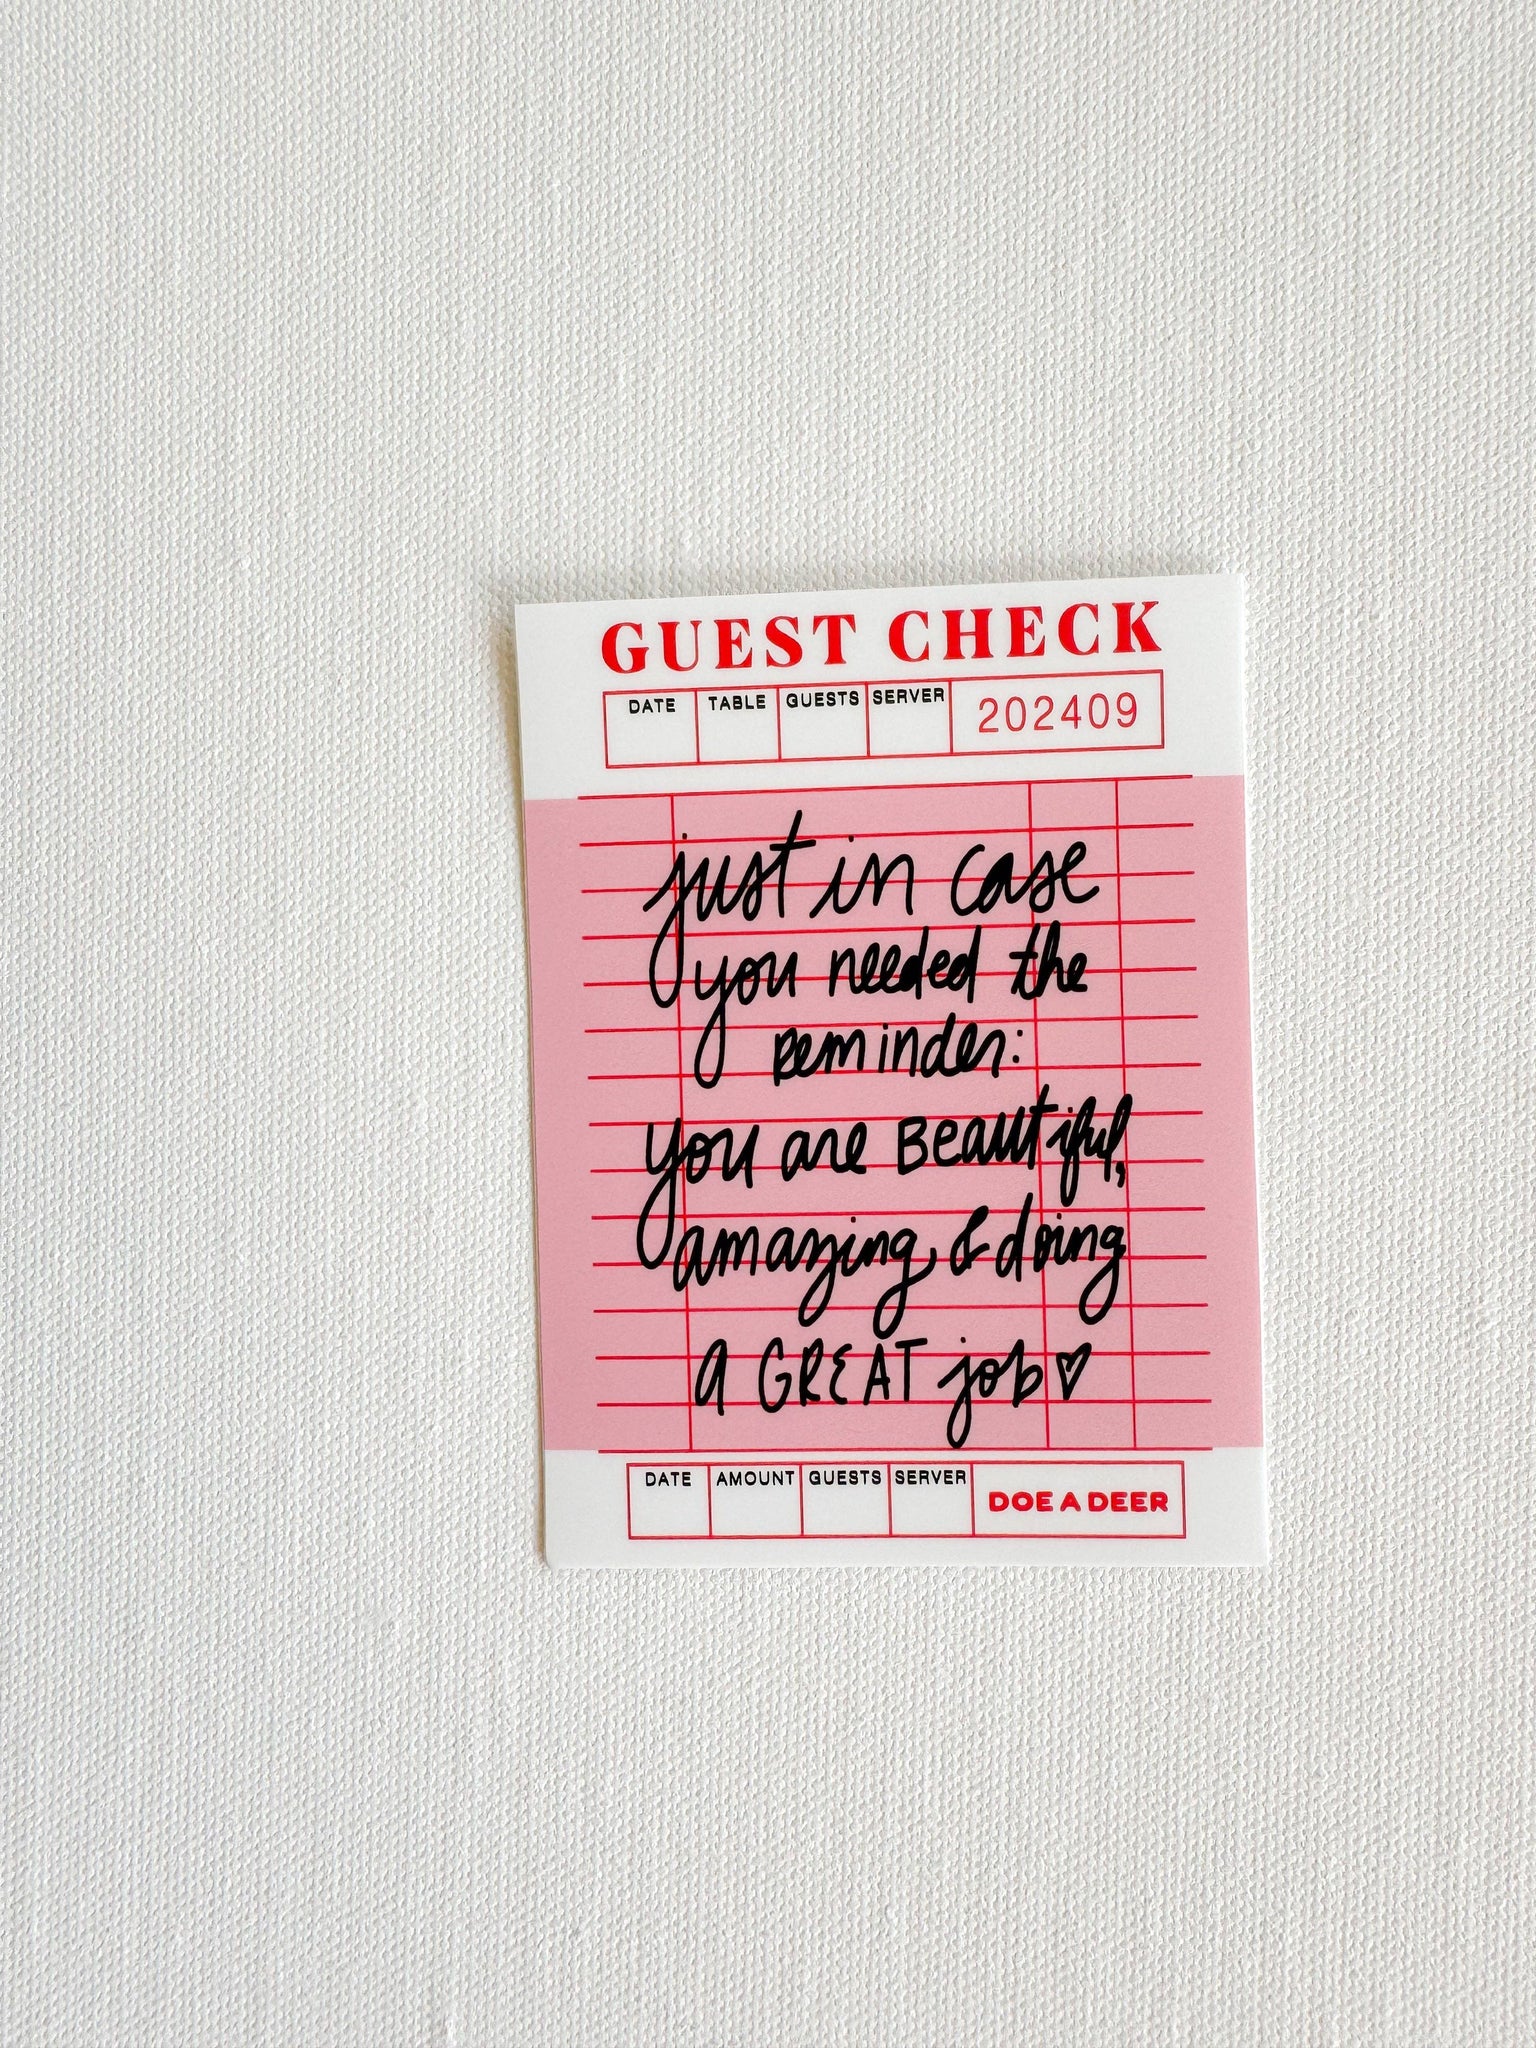 GUEST CHECK
DATE TABLE GUESTS SERVER 202409
just in case
you needed the
reminder:
you are Beautiful,
amazing, & doing
a GREAT job♡
DATE AMOUNT GUESTS SERVER DOE A DEER